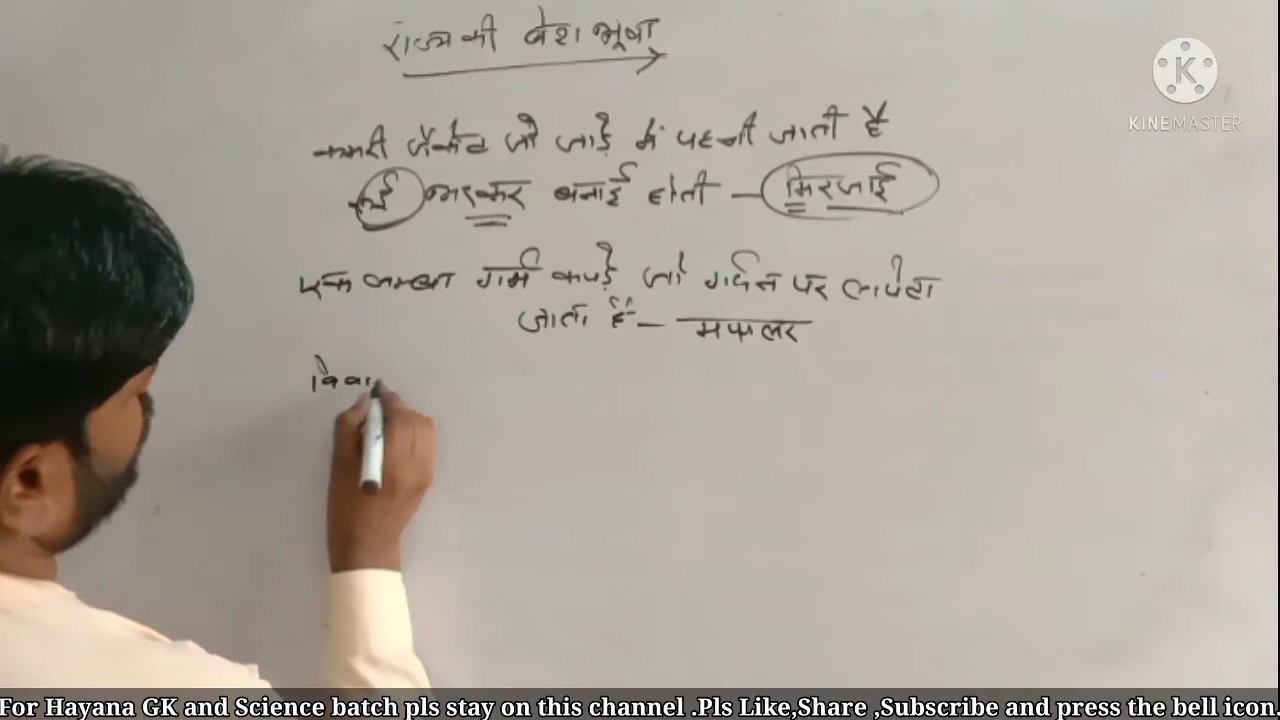 राज्य की वेशभूषा
कमरी जैकेट जो जाड़े में पहनी जाती है
रुई भरकर बनाई होती - मिरजाई
एक लम्बा गर्म कपड़े जो गर्दन पर लपेटा
जाता है - मफलर
विवा
K
KINEMASTER
For Hayana GK and Science batch pls stay on this channel .Pls Like,Share ,Subscribe and press the bell icon.